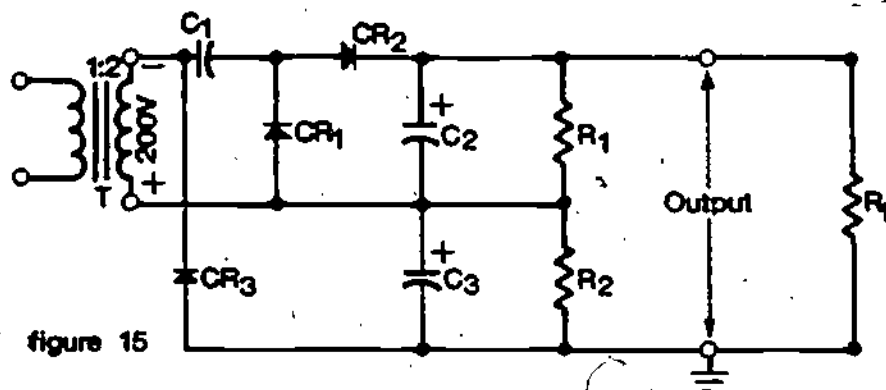 C1
CR2
1:2
−
200V
+
T
CR1
+
C2
R1
Output
CR3
+
C3
R2
figure 15